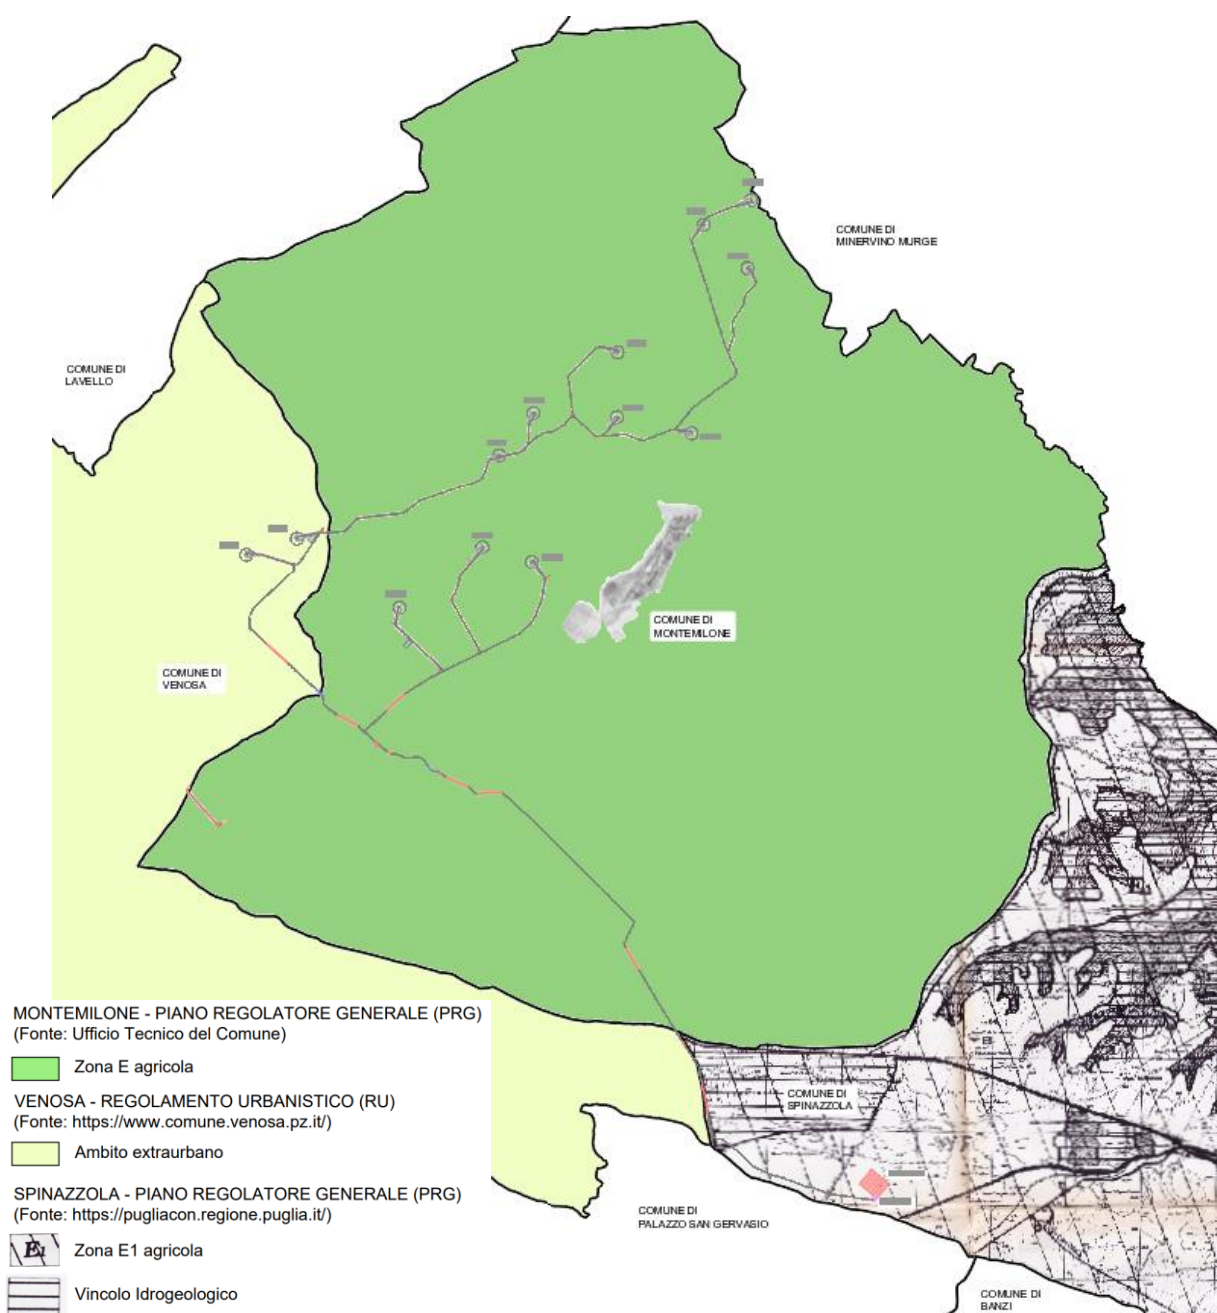 COMUNE DI
MINERVINO MURGE
COMUNE DI
LAVELLO
COMUNE DI
MONTEMILONE
COMUNE DI
VENOSA
MONTEMILONE - PIANO REGOLATORE GENERALE (PRG)
(Fonte: Ufficio Tecnico del Comune)
Zona E agricola
VENOSA - REGOLAMENTO URBANISTICO (RU)
(Fonte: https://www.comune.venosa.pz.it/)
Ambito extraurbano
SPINAZZOLA - PIANO REGOLATORE GENERALE (PRG)
(Fonte: https://pugliacon.regione.puglia.it/)
E1
Zona E1 agricola
Vincolo Idrogeologico
COMUNE DI
SPINAZZOLA
COMUNE DI
PALAZZO SAN GERVASIO
COMUNE DI
BANZI